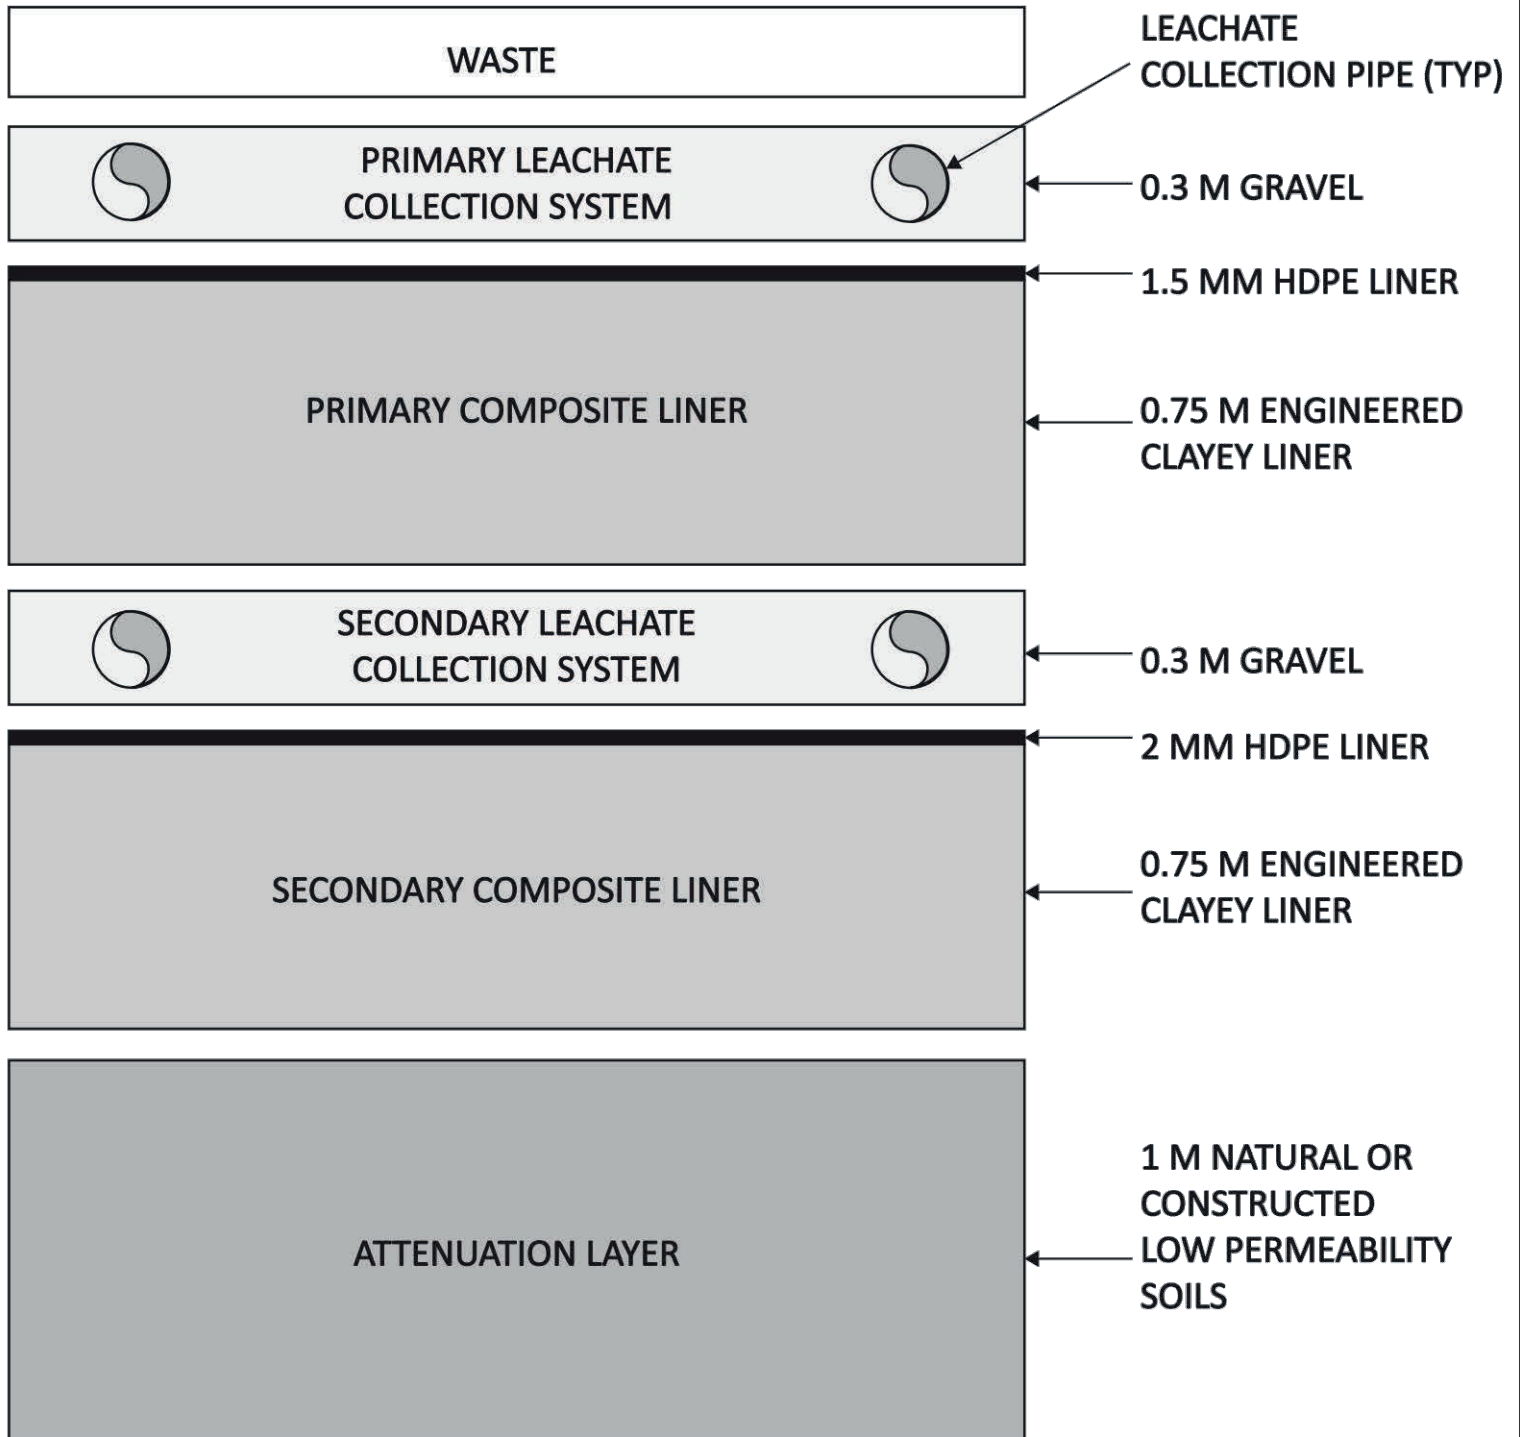 WASTE
LEACHATE
COLLECTION PIPE (TYP)
PRIMARY LEACHATE
COLLECTION SYSTEM
0.3 M GRAVEL
1.5 MM HDPE LINER
PRIMARY COMPOSITE LINER
0.75 M ENGINEERED
CLAYEY LINER
SECONDARY LEACHATE
COLLECTION SYSTEM
0.3 M GRAVEL
2 MM HDPE LINER
SECONDARY COMPOSITE LINER
0.75 M ENGINEERED
CLAYEY LINER
ATTENUATION LAYER
1 M NATURAL OR
CONSTRUCTED
LOW PERMEABILITY
SOILS